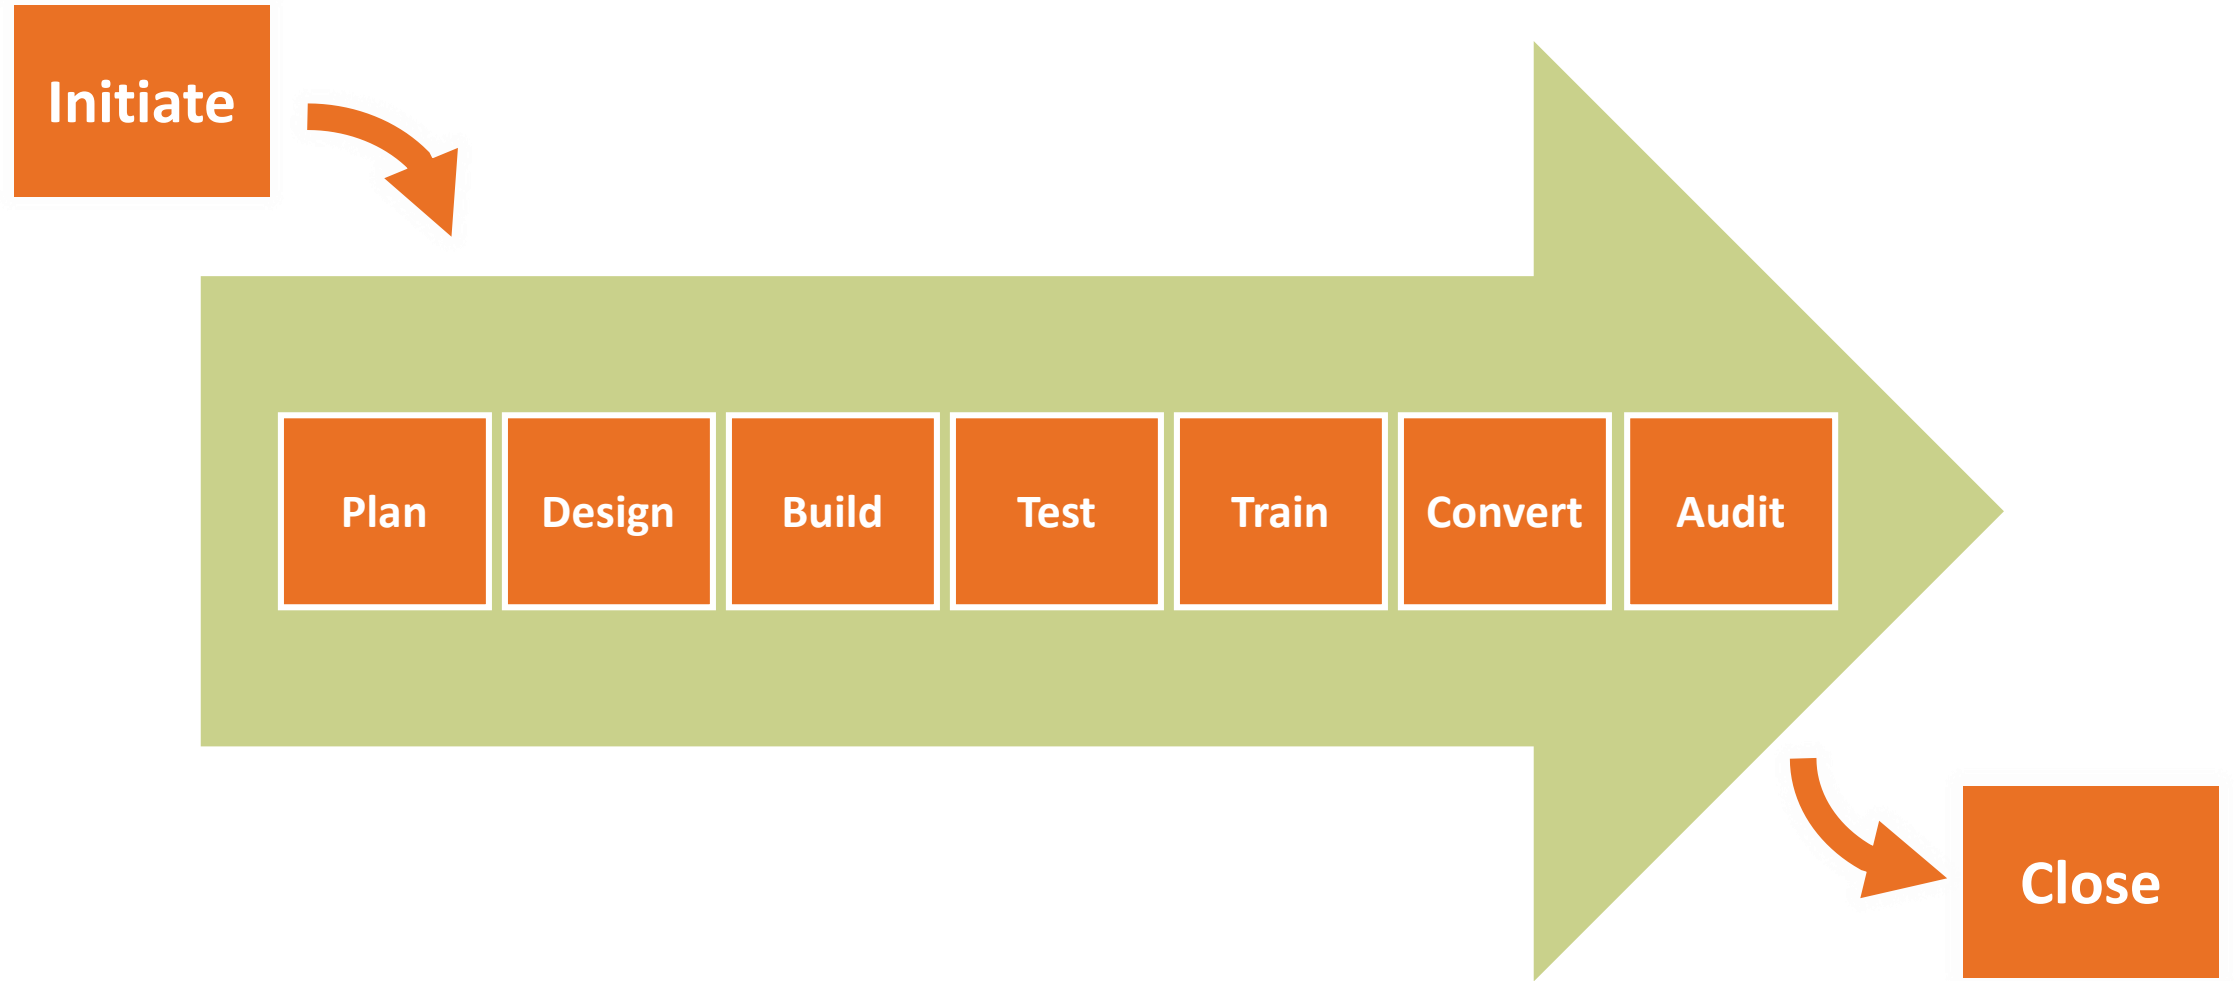 Initiate
Plan
Design
Build
Test
Train
Convert
Audit
Close